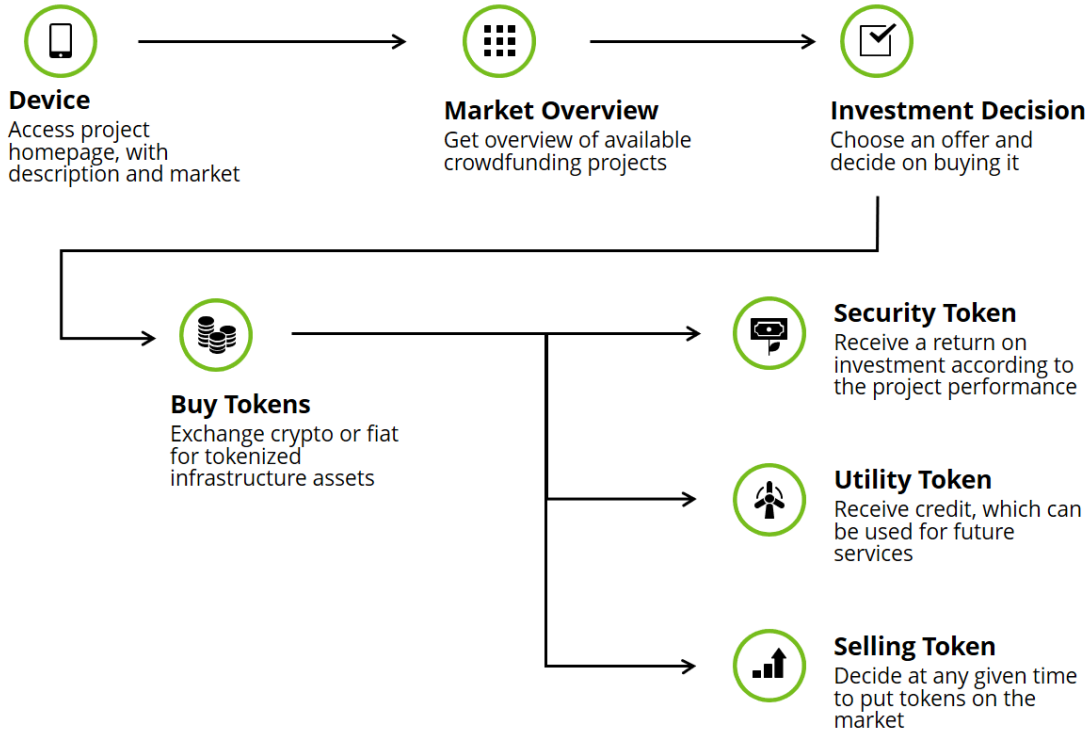 Device
Access project
homepage, with
description and market
Market Overview
Get overview of available
crowdfunding projects
Investment Decision
Choose an offer and
decide on buying it
Buy Tokens
Exchange crypto or fiat
for tokenized
infrastructure assets
Security Token
Receive a return on
investment according to
the project performance
Utility Token
Receive credit, which can
be used for future
services
Selling Token
Decide at any given time
to put tokens on the
market